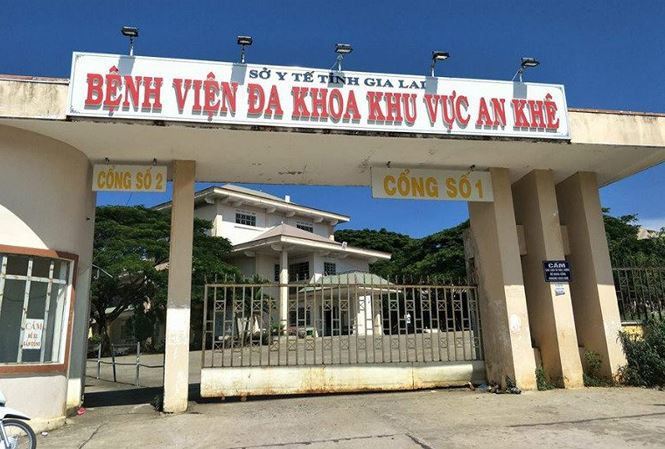 SỞ Y TẾ TỈNH GIA LAI
BỆNH VIỆN ĐA KHOA KHU VỰC AN KHÊ
CỔNG SỐ 2
CỔNG SỐ 1
CẤM
CẤM